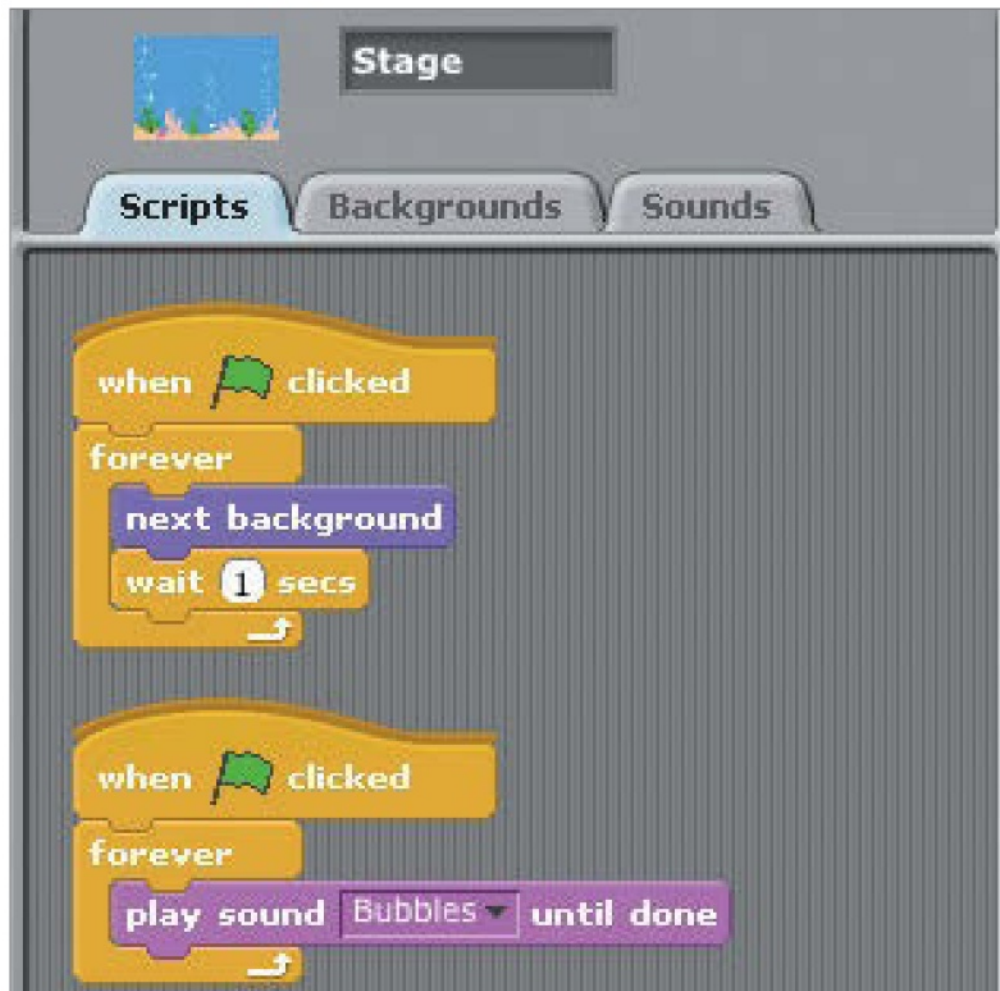 Stage
Scripts Backgrounds Sounds
when clicked
forever
next background
wait 1 secs
when clicked
forever
play sound Bubbles until done